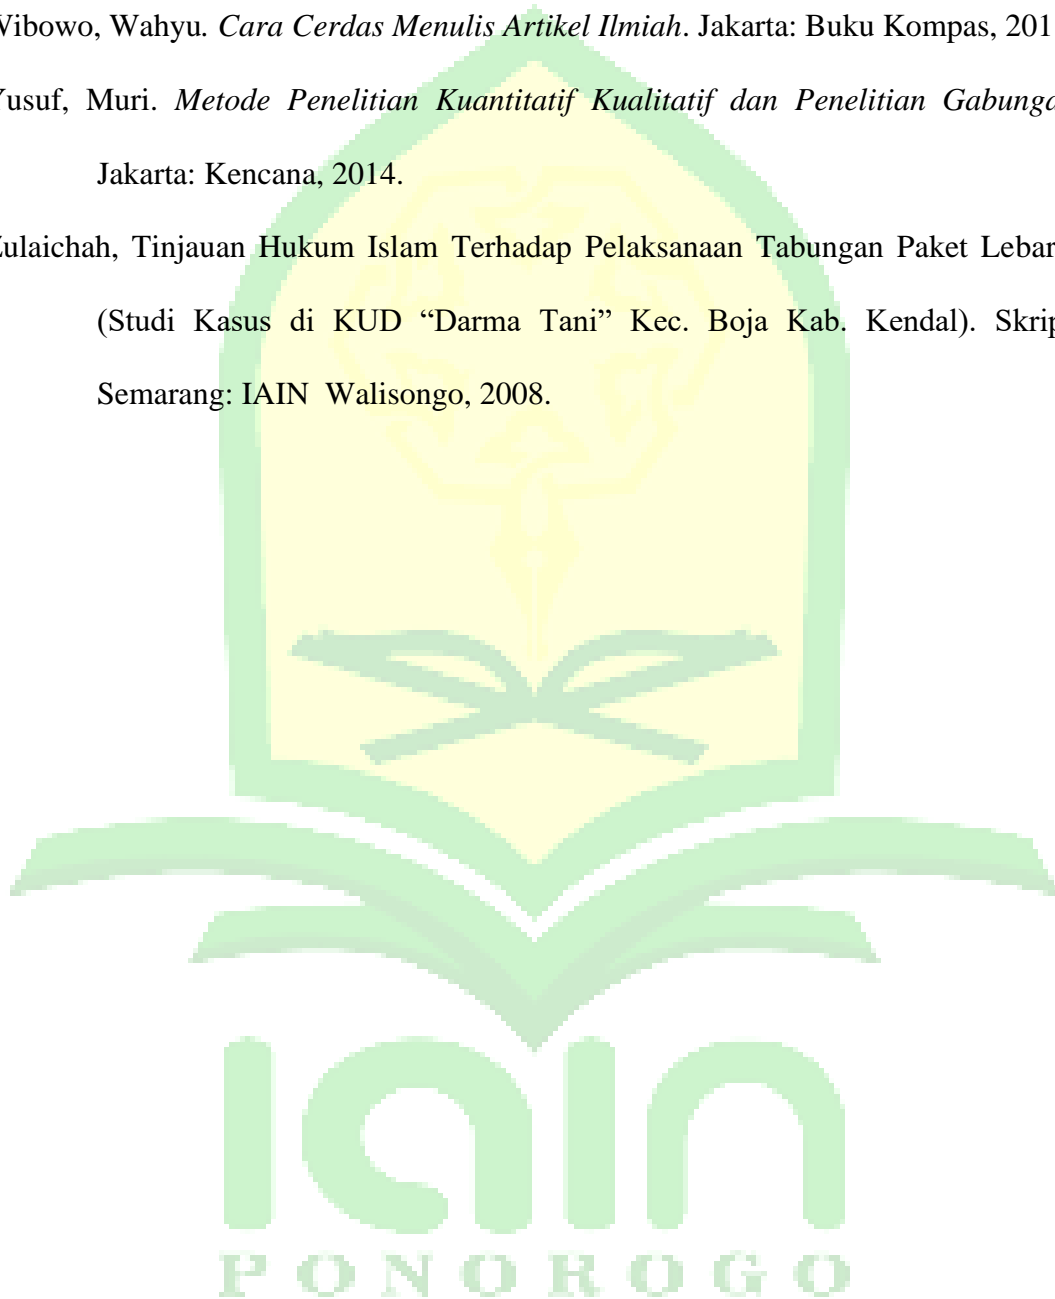 Wibowo, Wahyu. Cara Cerdas Menulis Artikel Ilmiah. Jakarta: Buku Kompas, 201
Yusuf, Muri. Metode Penelitian Kuantitatif Kualitatif dan Penelitian Gabunga
Jakarta: Kencana, 2014.
Zulaichah, Tinjauan Hukum Islam Terhadap Pelaksanaan Tabungan Paket Lebar
(Studi Kasus di KUD “Darma Tani” Kec. Boja Kab. Kendal). Skrip
Semarang: IAIN Walisongo, 2008.
iain
PONOROGO